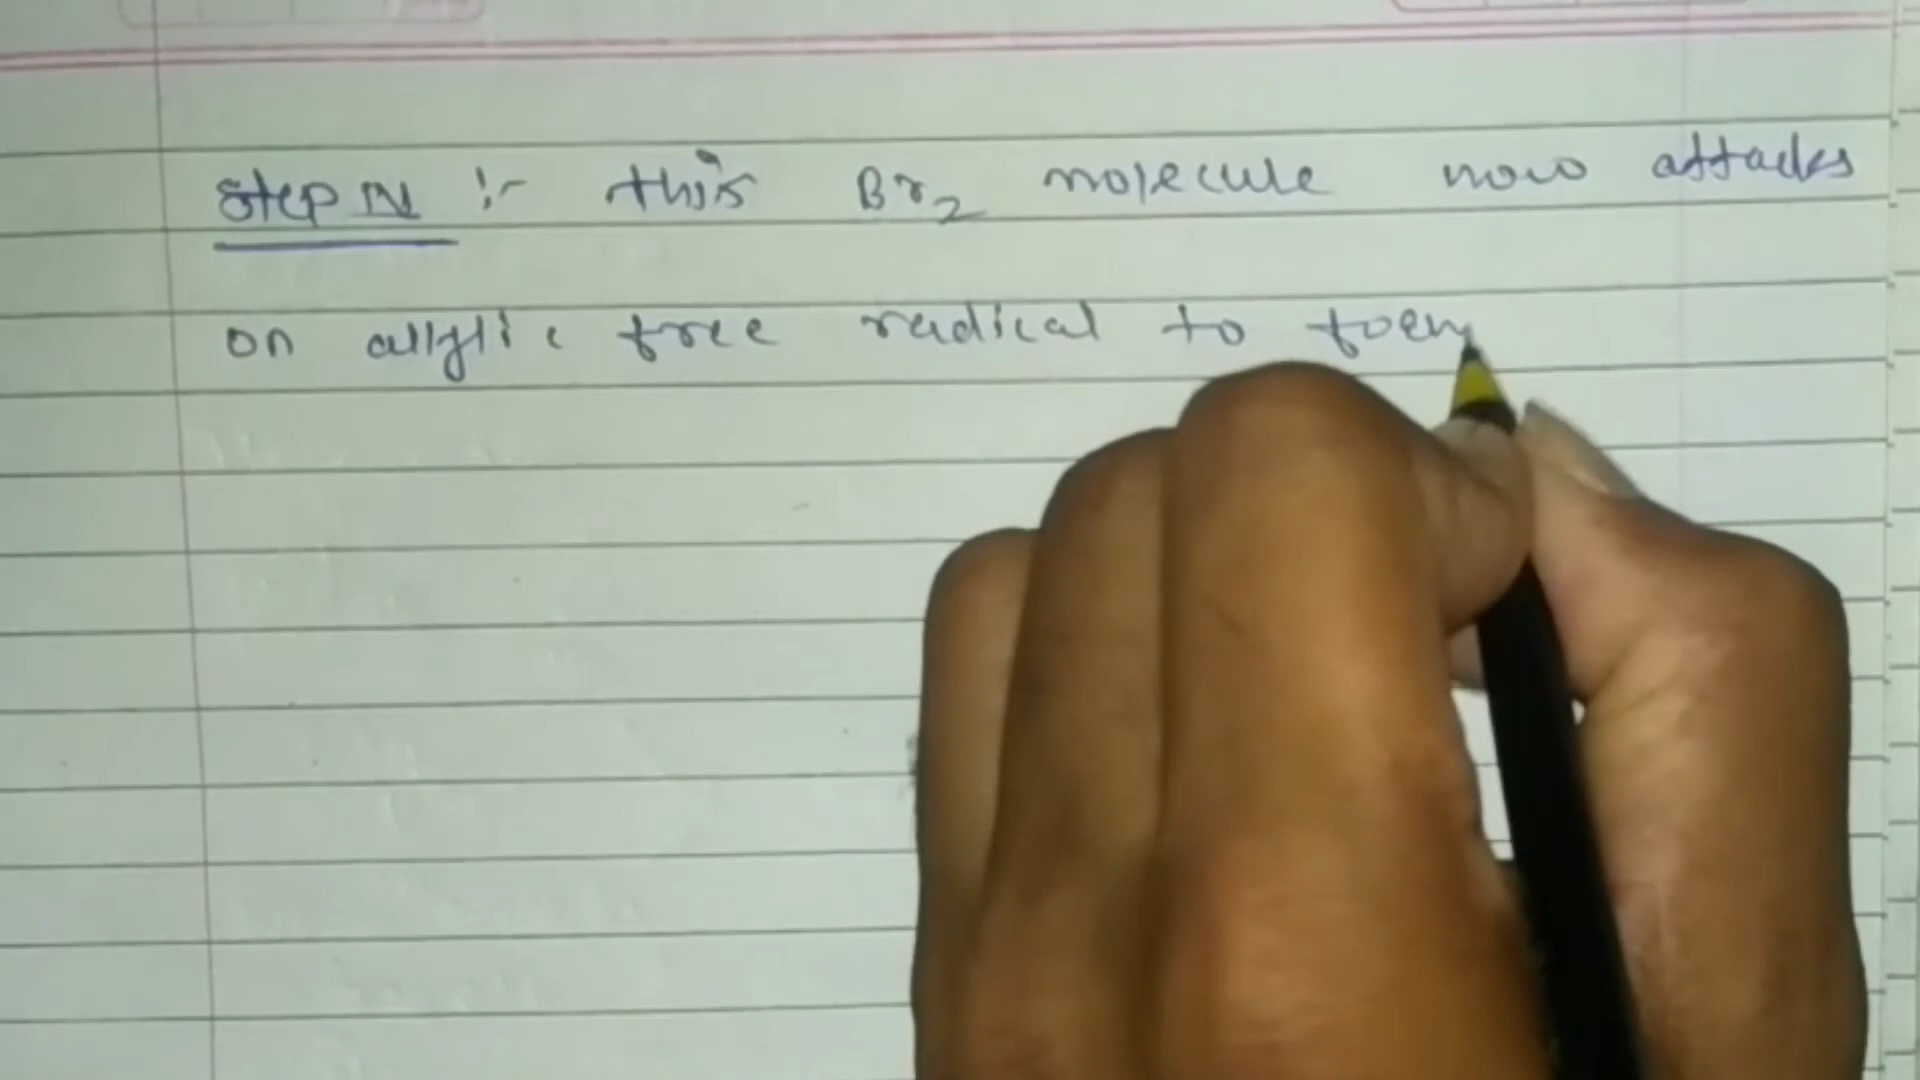 Step IV :- this Br2 molecule now attacks
on allylic free radical to form